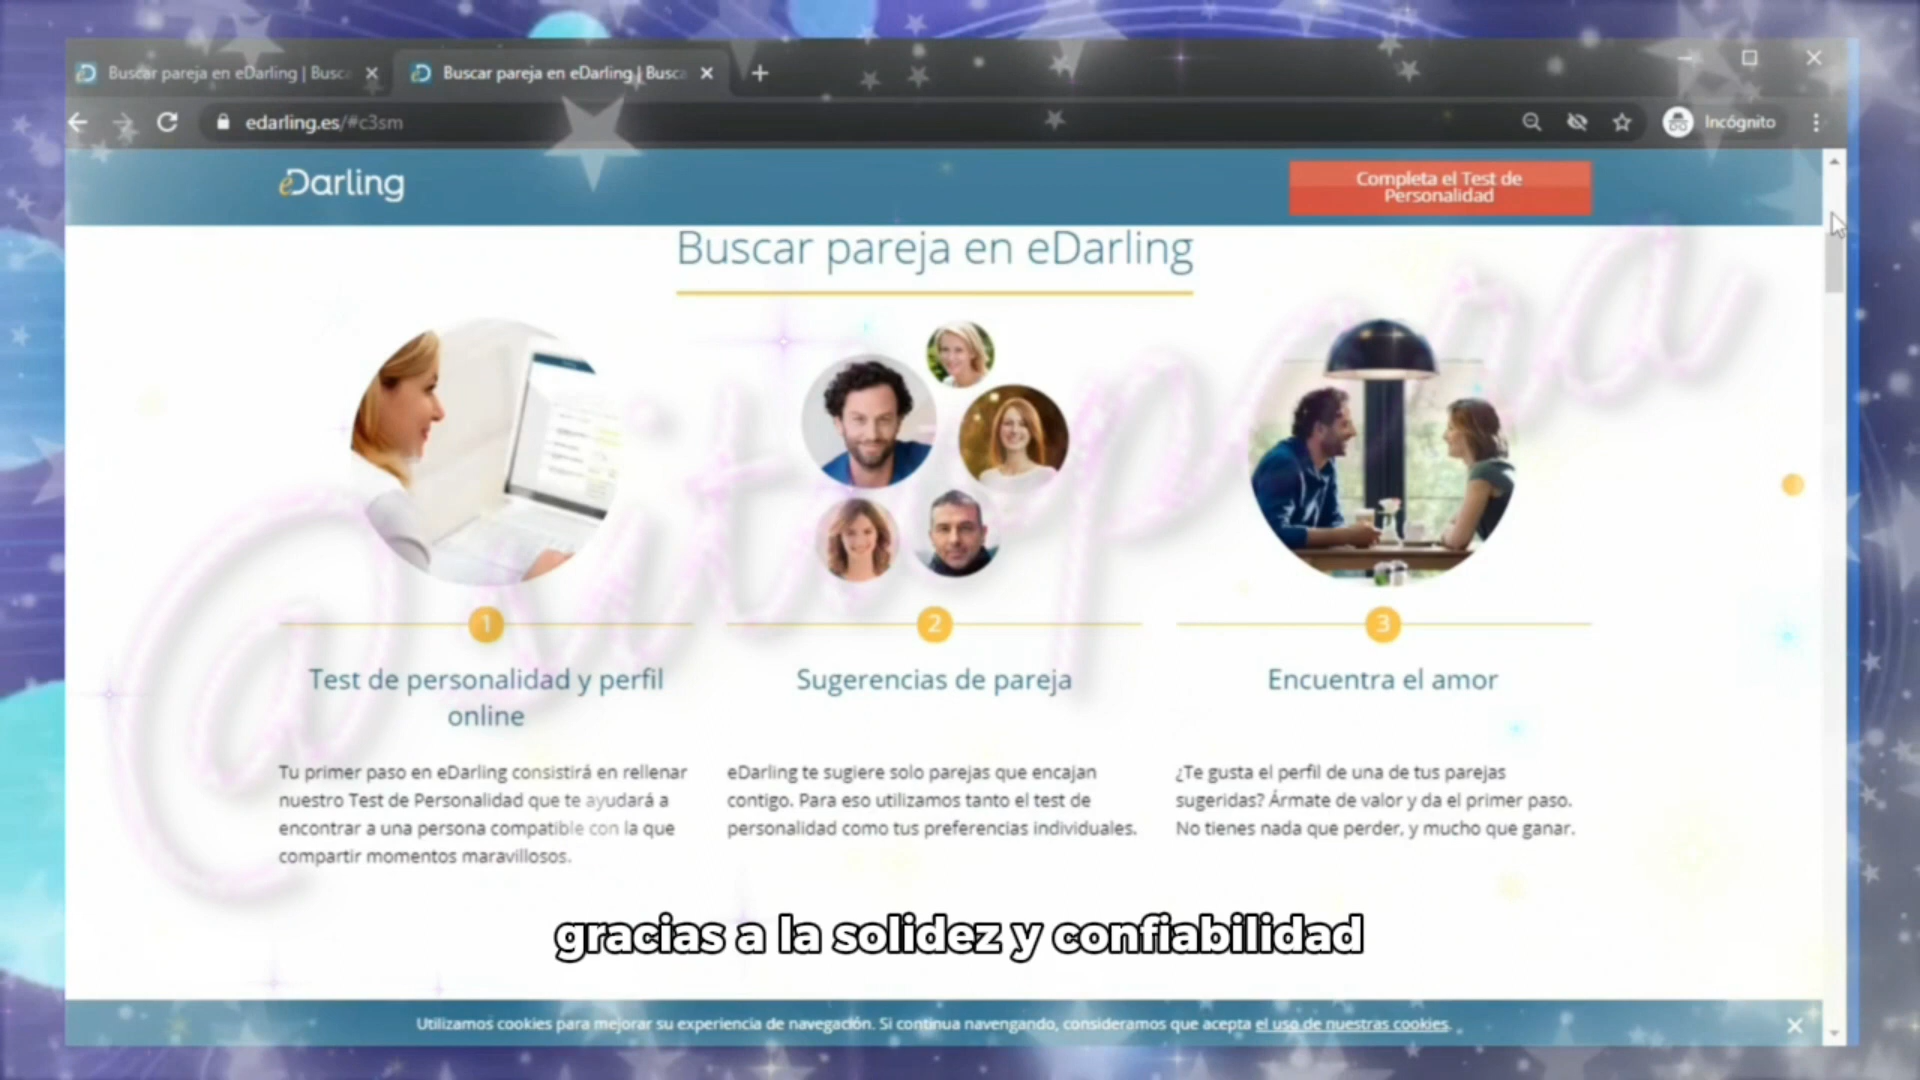 Buscar pareja en eDarling | Busca
Buscar pareja en eDarling | Busca
edarling.es/#c3sm
Incógnito
eDarling
Completa el Test de
Personalidad
Buscar pareja en eDarling
1
2
3
Test de personalidad y perfil
online
Sugerencias de pareja
Encuentra el amor
Tu primer paso en eDarling consistirá en rellenar
nuestro Test de Personalidad que te ayudará a
encontrar a una persona compatible con la que
compartir momentos maravillosos.
eDarling te sugiere solo parejas que encajan
contigo. Para eso utilizamos tanto el test de
personalidad como tus preferencias individuales.
¿Te gusta el perfil de una de tus parejas
sugeridas? Ármate de valor y da el primer paso.
No tienes nada que perder, y mucho que ganar.
gracias a la solidez y confiabilidad
Utilizamos cookies para mejorar su experiencia de navegación. Si continua navengando, consideramos que acepta el uso de nuestras cookies.